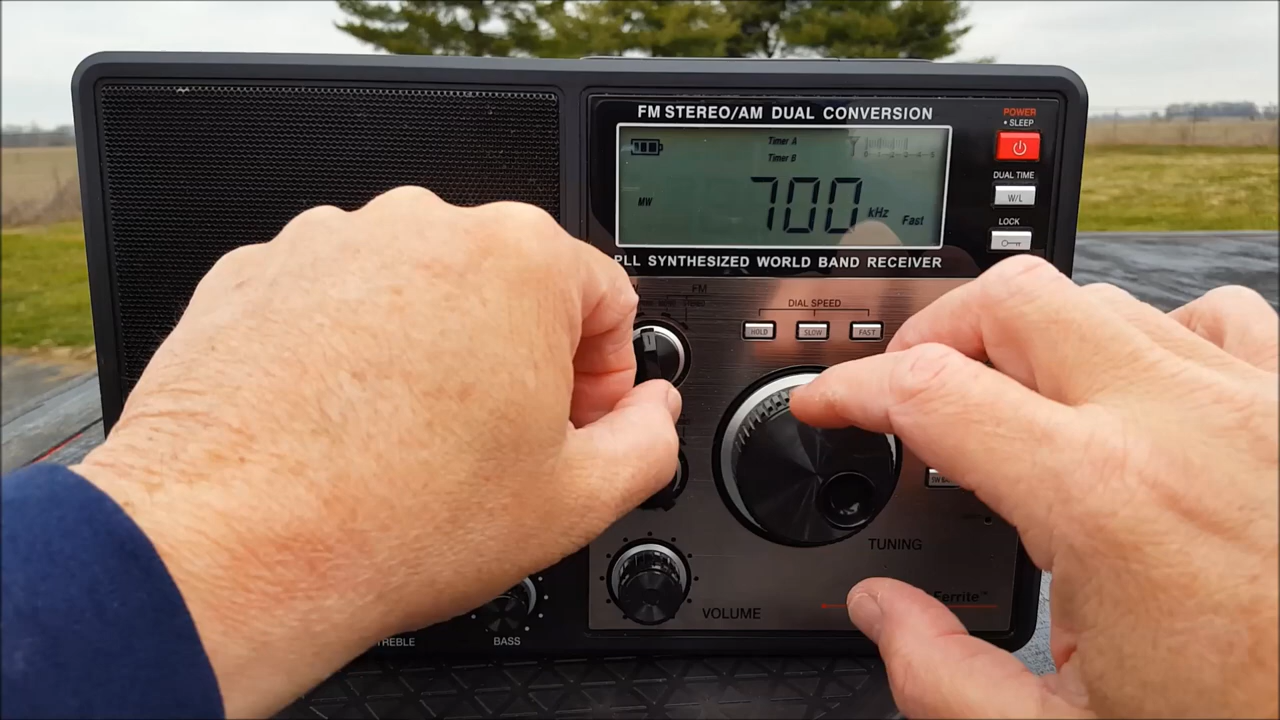 FM STEREO/AM DUAL CONVERSION
POWER
• SLEEP
Timer A
Timer B
MW
700 kHz Fast
DUAL TIME
W/L
LOCK
PLL SYNTHESIZED WORLD BAND RECEIVER
FM
DIAL SPEED
HOLD SLOW FAST
TUNING
Ferrite™
VOLUME
TREBLE
BASS